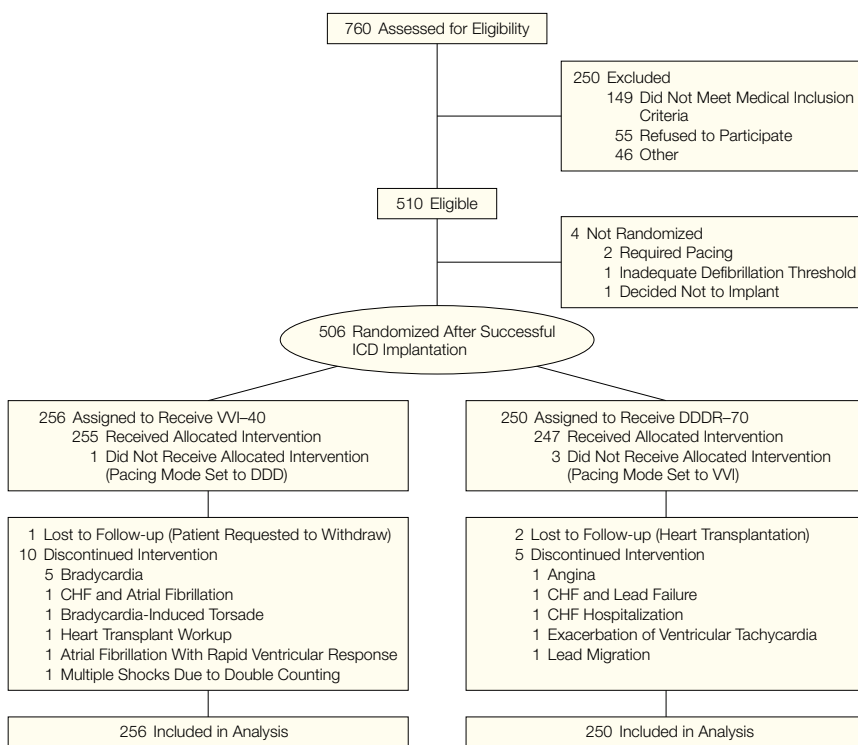 760 Assessed for Eligibility
250 Excluded
149 Did Not Meet Medical Inclusion
Criteria
55 Refused to Participate
46 Other
510 Eligible
4 Not Randomized
2 Required Pacing
1 Inadequate Defibrillation Threshold
1 Decided Not to Implant
506 Randomized After Successful
ICD Implantation
256 Assigned to Receive VVI–40
255 Received Allocated Intervention
1 Did Not Receive Allocated Intervention
(Pacing Mode Set to DDD)
250 Assigned to Receive DDDR–70
247 Received Allocated Intervention
3 Did Not Receive Allocated Intervention
(Pacing Mode Set to VVI)
1 Lost to Follow-up (Patient Requested to Withdraw)
10 Discontinued Intervention
5 Bradycardia
1 CHF and Atrial Fibrillation
1 Bradycardia-Induced Torsade
1 Heart Transplant Workup
1 Atrial Fibrillation With Rapid Ventricular Response
1 Multiple Shocks Due to Double Counting
2 Lost to Follow-up (Heart Transplantation)
5 Discontinued Intervention
1 Angina
1 CHF and Lead Failure
1 CHF Hospitalization
1 Exacerbation of Ventricular Tachycardia
1 Lead Migration
256 Included in Analysis
250 Included in Analysis